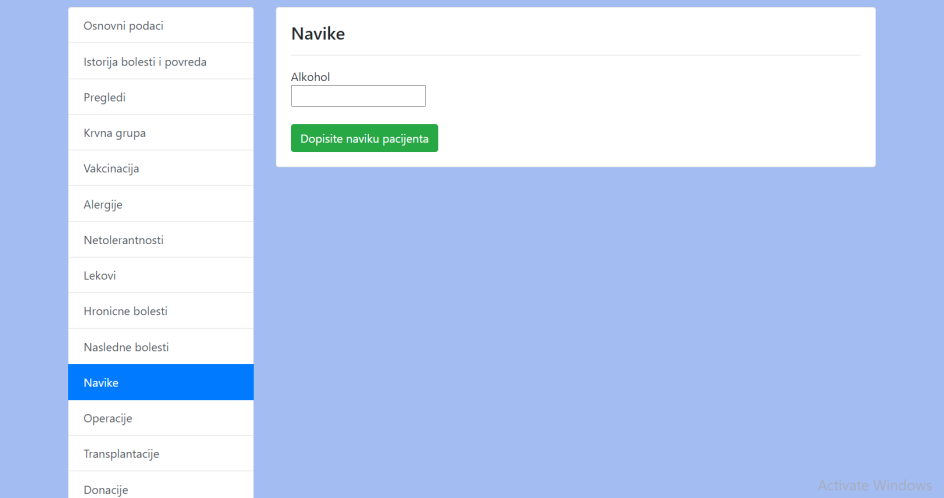 Osnovni podaci
Istorija bolesti i povreda
Pregledi
Krvna grupa
Vakcinacija
Alergije
Netolerantnosti
Lekovi
Hronicne bolesti
Nasledne bolesti
Navike
Operacije
Transplantacije
Donacije
Navike
Alkohol
Dopisite naviku pacijenta
Activate Windows